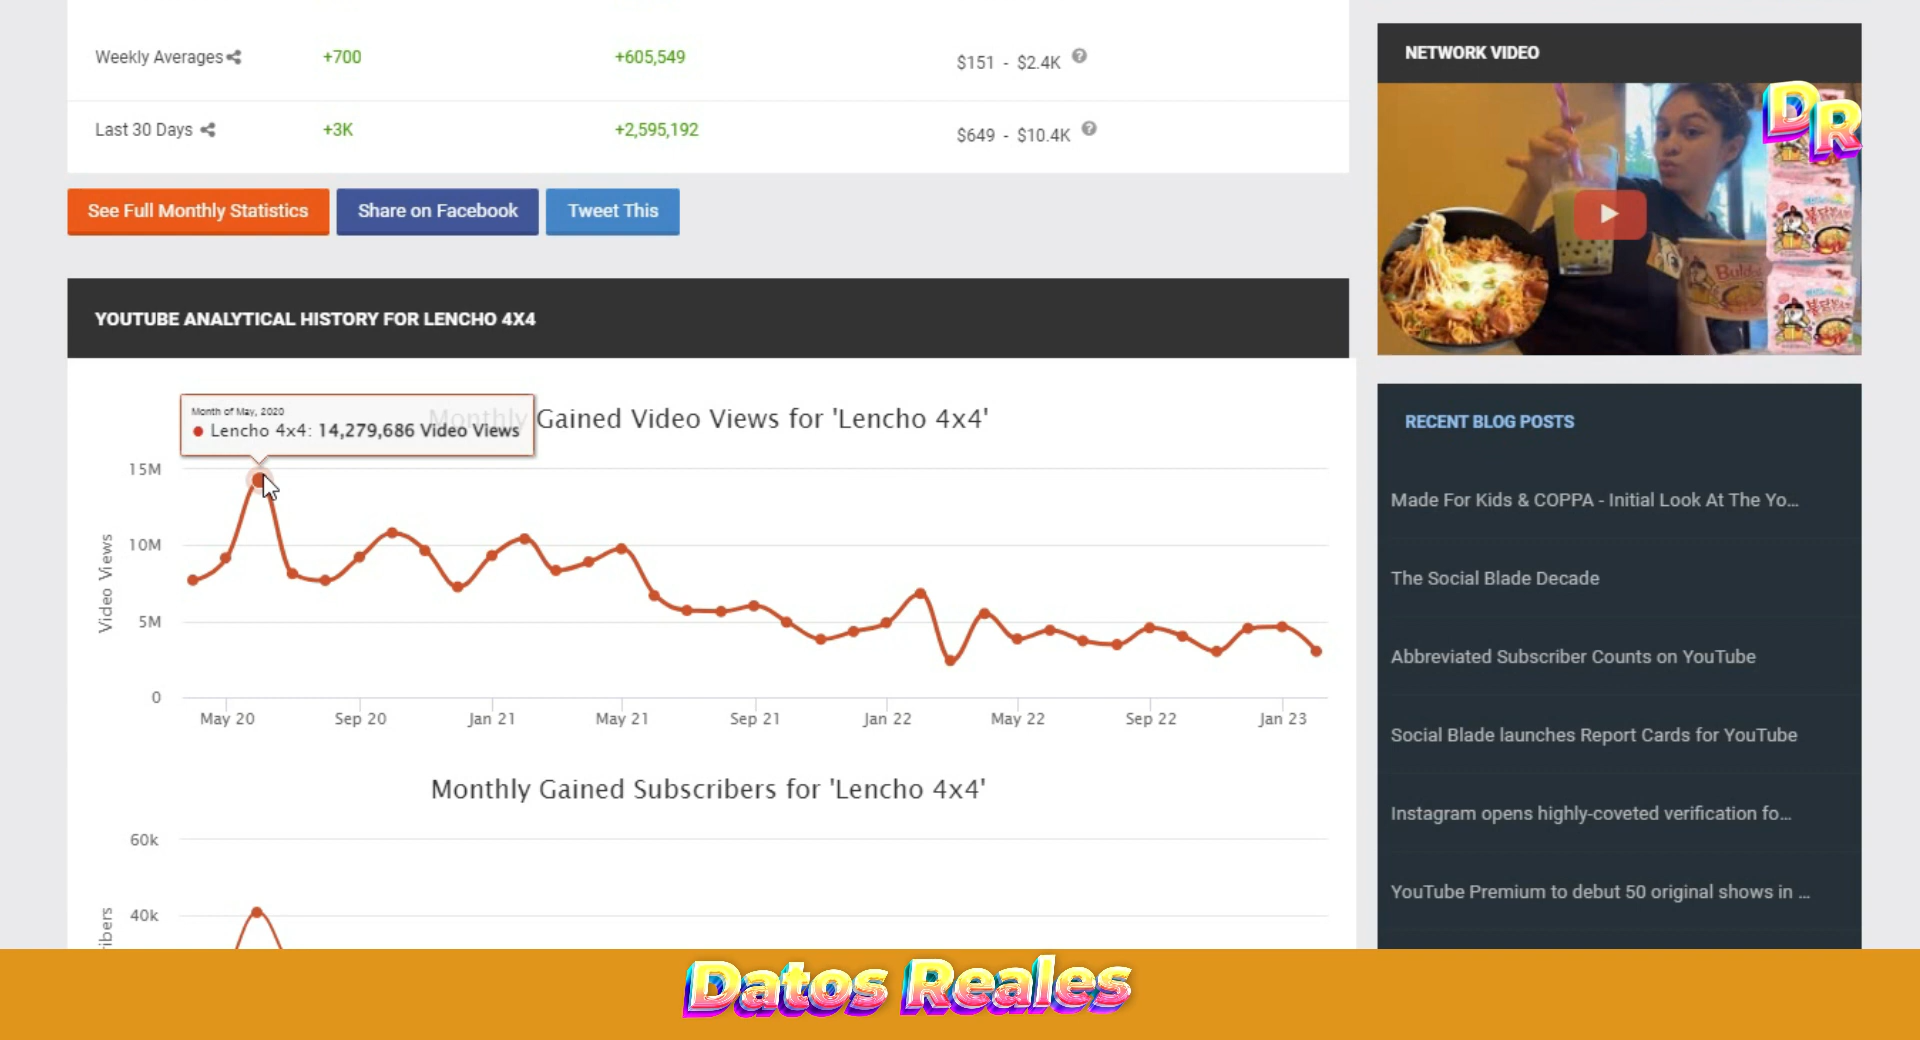 Weekly Averages +700 +605,549 $151 - $2.4K
Last 30 Days +3K +2,595,192 $649 - $10.4K
See Full Monthly Statistics Share on Facebook Tweet This
YOUTUBE ANALYTICAL HISTORY FOR LENCHO 4X4
Monthly Gained Video Views for 'Lencho 4x4'
Month of May, 2020
Lencho 4x4: 14,279,686 Video Views
15M
10M
5M
0
Video Views
May 20 Sep 20 Jan 21 May 21 Sep 21 Jan 22 May 22 Sep 22 Jan 23
Monthly Gained Subscribers for 'Lencho 4x4'
60k
40k
NETWORK VIDEO
DR
RECENT BLOG POSTS
Made For Kids & COPPA - Initial Look At The Yo...
The Social Blade Decade
Abbreviated Subscriber Counts on YouTube
Social Blade launches Report Cards for YouTube
Instagram opens highly-coveted verification fo...
YouTube Premium to debut 50 original shows in ...
Datos Reales